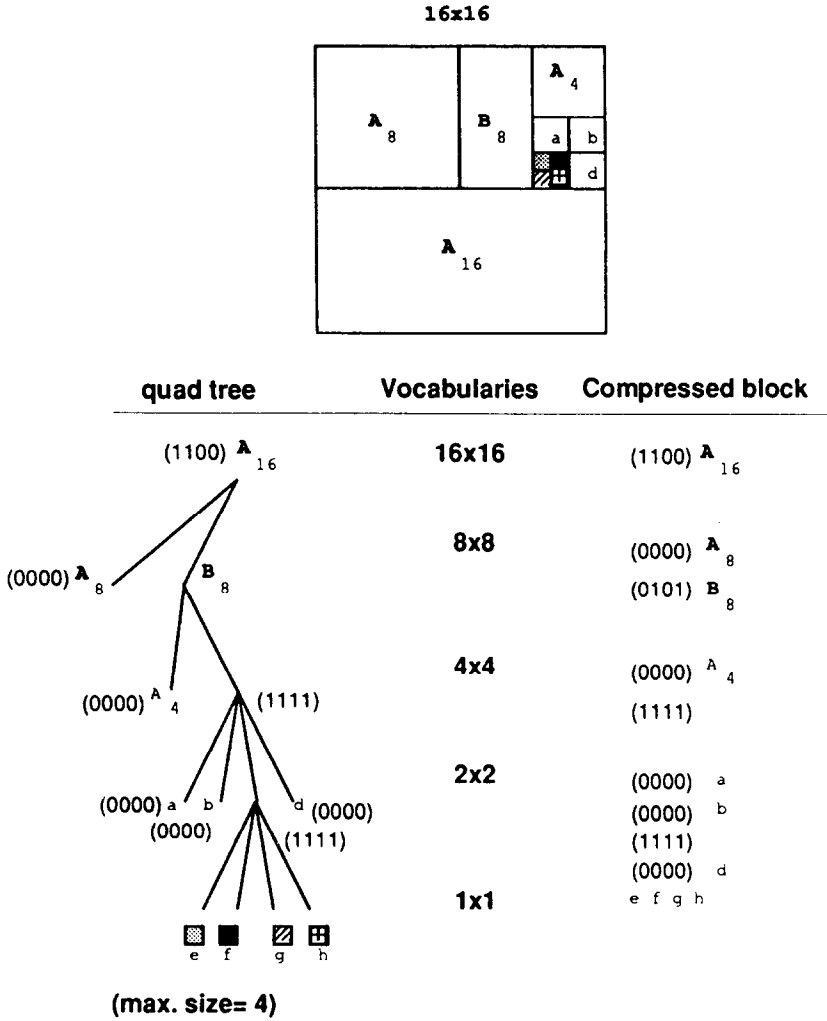 16x16
A 8
B 8
A 4
a
b
d
A 16
quad tree
Vocabularies
Compressed block
(1100) A 16
16x16
(1100) A 16
8x8
(0000) A 8
(0000) A 8
B 8
(0101) B 8
4x4
(0000) A 4
(0000) A 4
(1111)
(1111)
2x2
(0000) a
(0000) a
b
d (0000)
(0000) b
(0000)
(1111)
(1111)
(0000) d
1x1
e f g h
e f g h
(max. size= 4)